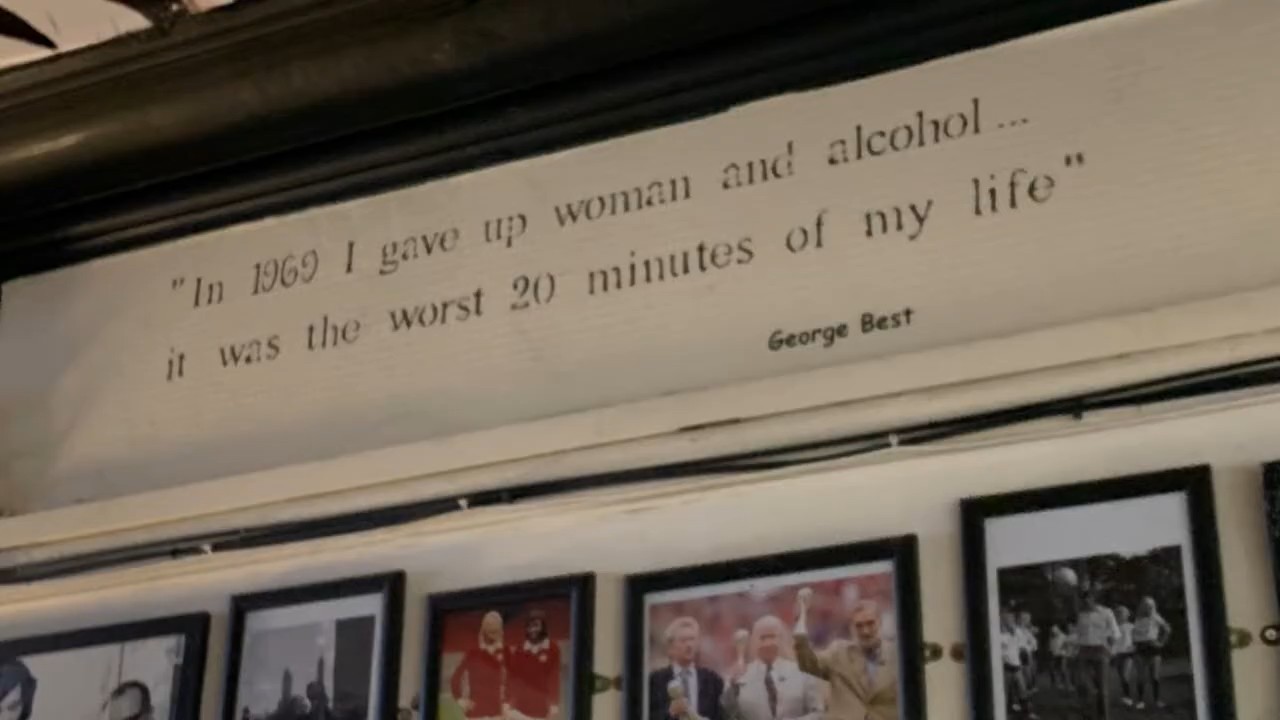 "In 1969 I gave up woman and alcohol...
it was the worst 20 minutes of my life"
George Best